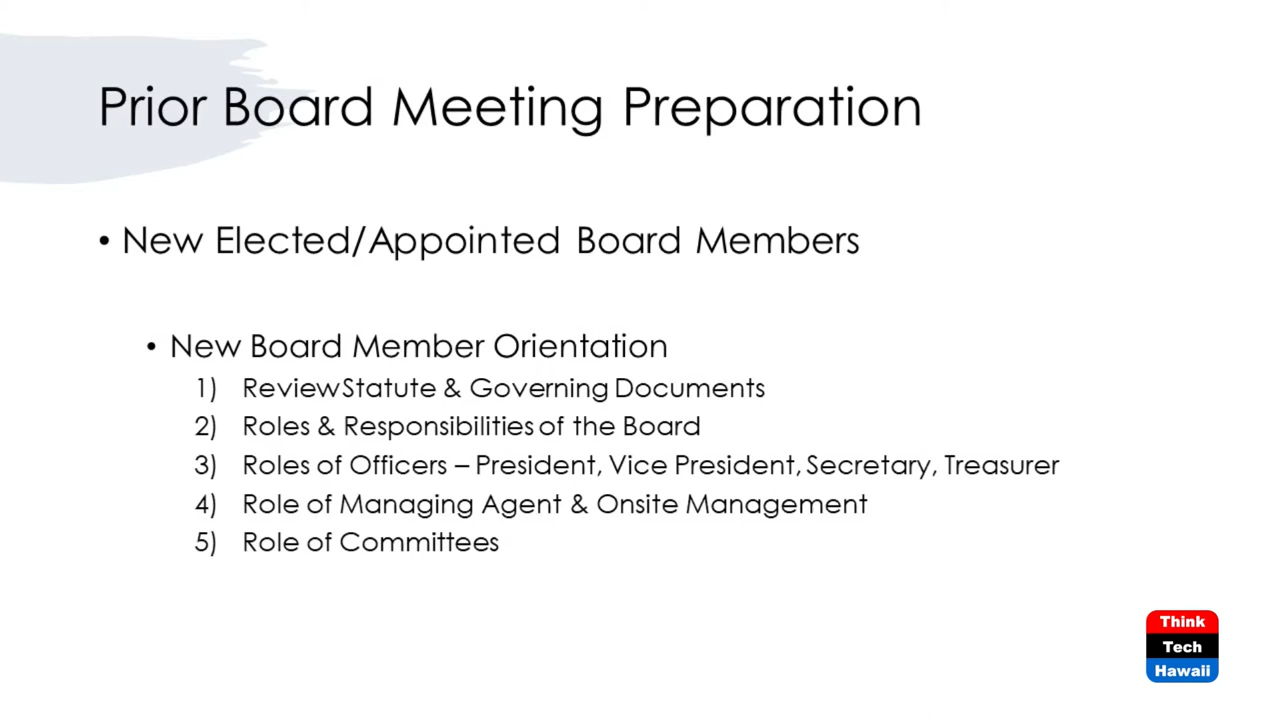 Prior Board Meeting Preparation
• New Elected/Appointed Board Members
• New Board Member Orientation
1) Review Statute & Governing Documents
2) Roles & Responsibilities of the Board
3) Roles of Officers – President, Vice President, Secretary, Treasurer
4) Role of Managing Agent & Onsite Management
5) Role of Committees
Think
Tech
Hawaii